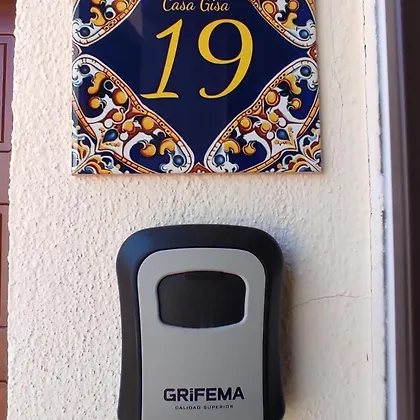 Casa Gisa
19
GRiFEMA
CALIDAD SUPERIOR